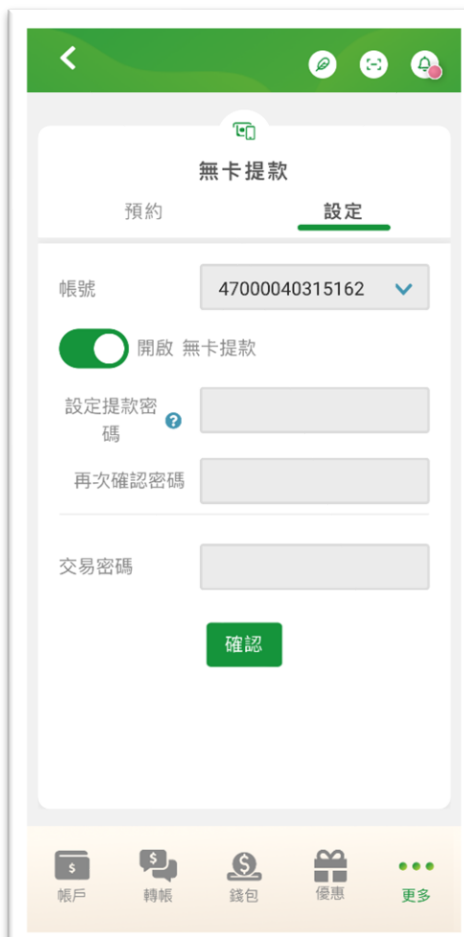 無卡提款
預約 設定
帳號 47000040315162
開啟 無卡提款
設定提款密
碼 ?
再次確認密碼
交易密碼
確認
帳戶 轉帳 錢包 優惠 更多